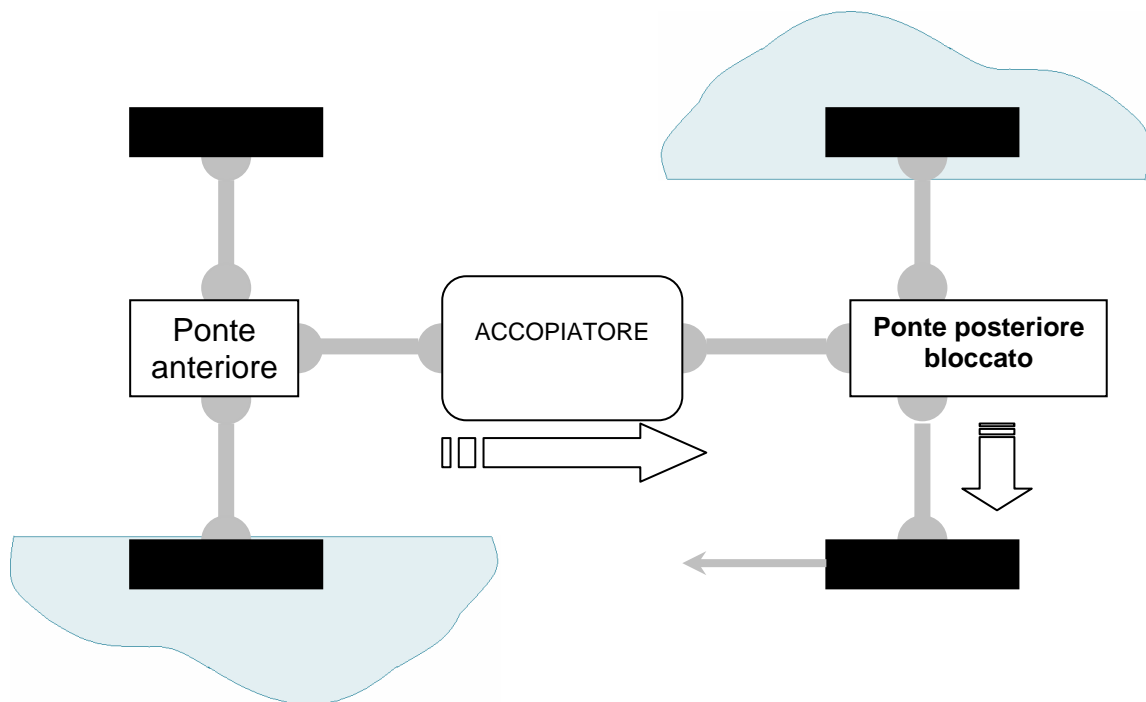 Ponte
anteriore
ACCOPIATORE
Ponte posteriore
bloccato